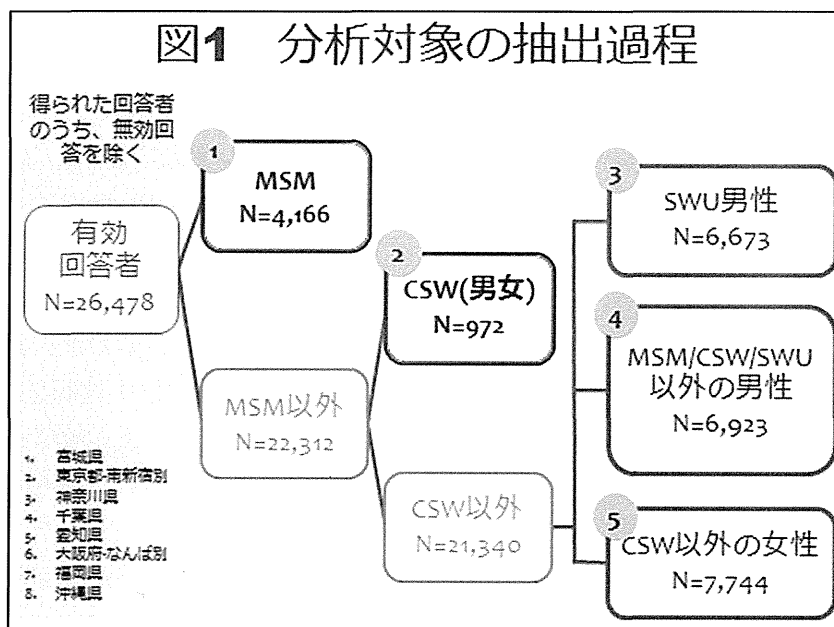 図1 分析対象の抽出過程
得られた回答者
のうち、無効回
答を除く
有効
回答者
N=26,478
1
MSM
N=4,166
MSM以外
N=22,312
2
CSW(男女)
N=972
CSW以外
N=21,340
3
SWU男性
N=6,673
4
MSM/CSW/SWU
以外の男性
N=6,923
5
CSW以外の女性
N=7,744
1. 宮城県
2. 東京都-南新宿別
3. 神奈川県
4. 千葉県
5. 愛知県
6. 大阪府-なんば別
7. 福岡県
8. 沖縄県